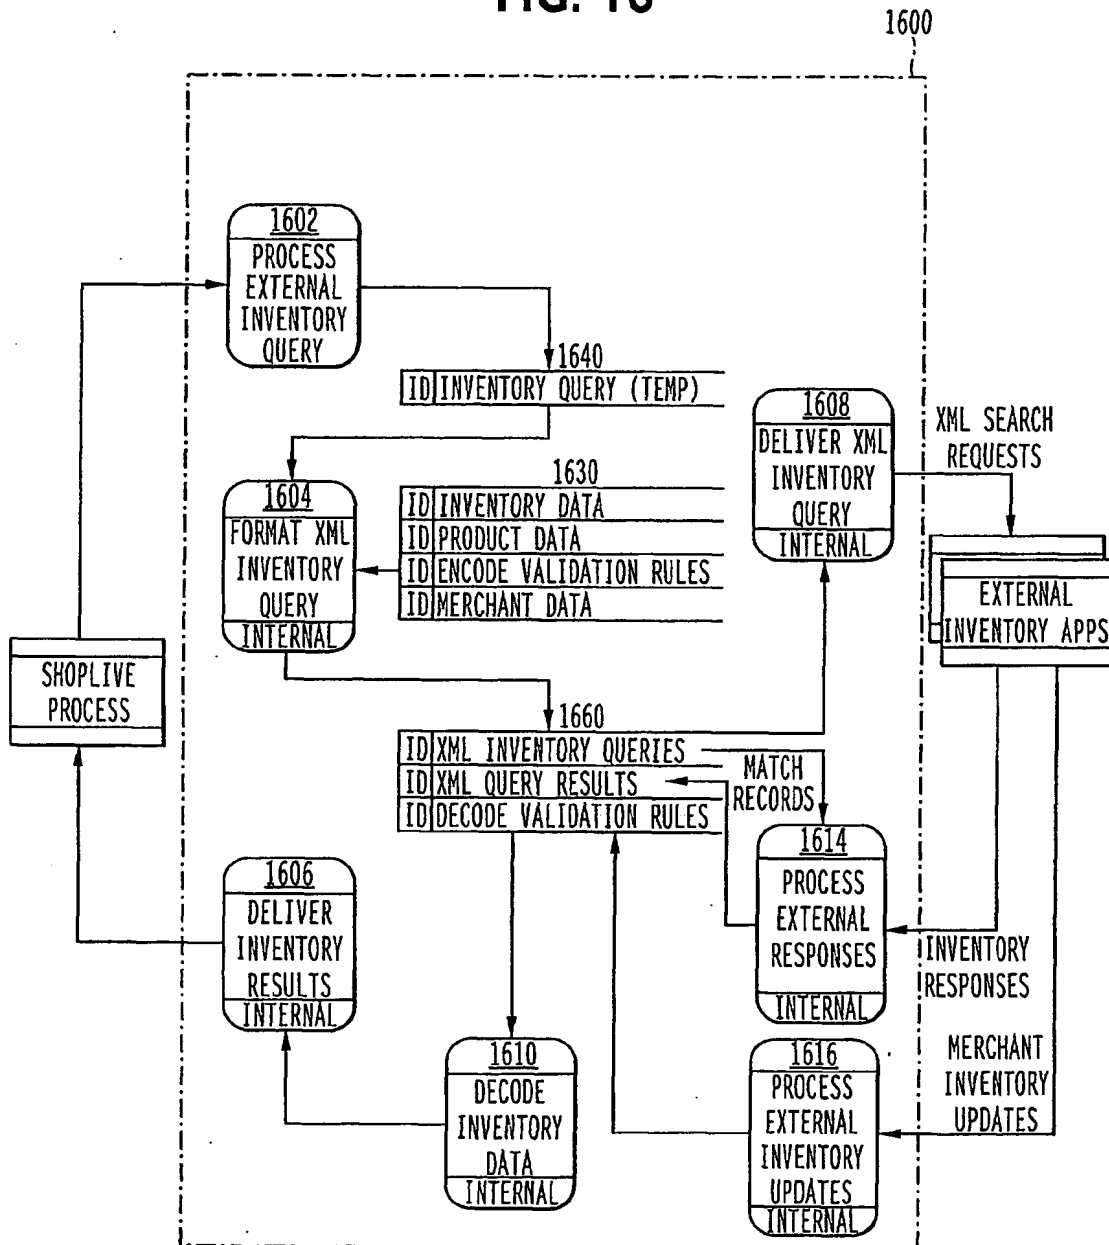 FIG. 16
1600
1602
PROCESS
EXTERNAL
INVENTORY
QUERY
1640
ID INVENTORY QUERY (TEMP)
1608
DELIVER XML
INVENTORY
QUERY
INTERNAL
XML SEARCH
REQUESTS
1604
FORMAT XML
INVENTORY
QUERY
INTERNAL
1630
ID INVENTORY DATA
ID PRODUCT DATA
ID ENCODE VALIDATION RULES
ID MERCHANT DATA
EXTERNAL
INVENTORY APPS
SHOPLIVE
PROCESS
1660
ID XML INVENTORY QUERIES
ID XML QUERY RESULTS
ID DECODE VALIDATION RULES
MATCH
RECORDS
1614
PROCESS
EXTERNAL
RESPONSES
INTERNAL
INVENTORY
RESPONSES
1606
DELIVER
INVENTORY
RESULTS
INTERNAL
1610
DECODE
INVENTORY
DATA
INTERNAL
1616
PROCESS
EXTERNAL
INVENTORY
UPDATES
INTERNAL
MERCHANT
INVENTORY
UPDATES